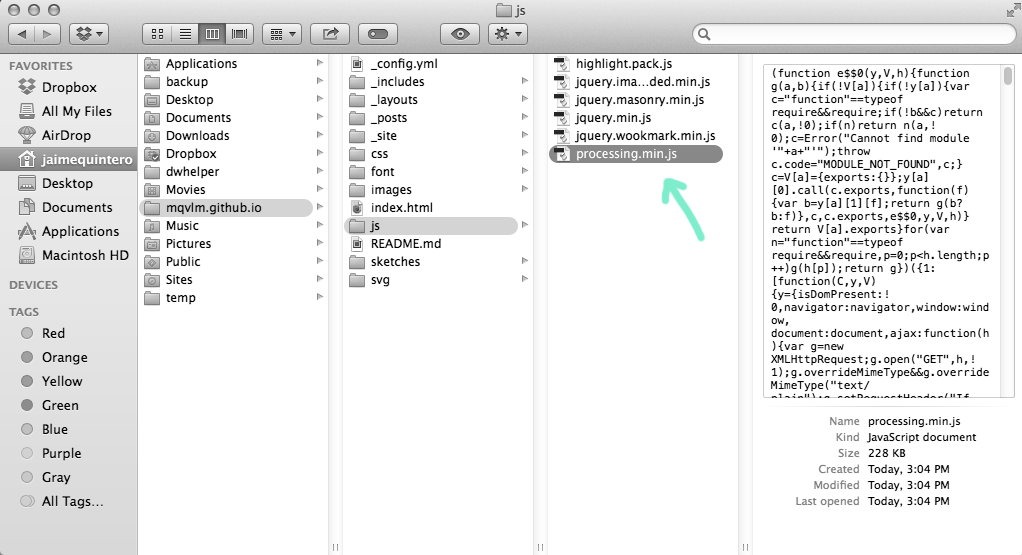 js
FAVORITES
Dropbox
All My Files
AirDrop
jaimequintero
Desktop
Documents
Applications
Macintosh HD
DEVICES
TAGS
Red
Orange
Yellow
Green
Blue
Purple
Gray
All Tags...
Applications
backup
Desktop
Documents
Downloads
Dropbox
dwhelper
Movies
mqvlm.github.io
Music
Pictures
Public
Sites
temp
_config.yml
_includes
_layouts
_posts
_site
css
font
images
index.html
js
README.md
sketches
svg
highlight.pack.js
jquery.ima...ded.min.js
jquery.masonry.min.js
jquery.min.js
jquery.wookmark.min.js
processing.min.js
(function e$$0(y,V,h){function
g(a,b){if(!V[a]){if(!y[a]){var
c="function"==typeof
require&&require;if(!b&&c)return
c(a,!0);if(n)return n(a,!
0);c=Error("Cannot find module
'"+a+"'");throw
c.code="MODULE_NOT_FOUND",c;}
c=V[a]={exports:{}};y[a]
[0].call(c.exports,function(f)
{var b=y[a][1][f];return g(b?
b:f)},c,c.exports,e$$0,y,V,h)}
return V[a].exports}for(var
n="function"==typeof
require&&require,p=0;p<h.length;p
++)g(h[p]);return g})({1:
[function(C,y,V)
{y={isDomPresent:!
0,navigator:navigator,window:wind
ow,
document:document,ajax:function(h
){var g=new
XMLHttpRequest;g.open("GET",h,!
1);g.overrideMimeType&&g.override
MimeType("text/
plain");g.setRequestHeader("If
Name processing.min.js
Kind JavaScript document
Size 228 KB
Created Today, 3:04 PM
Modified Today, 3:04 PM
Last opened Today, 3:04 PM